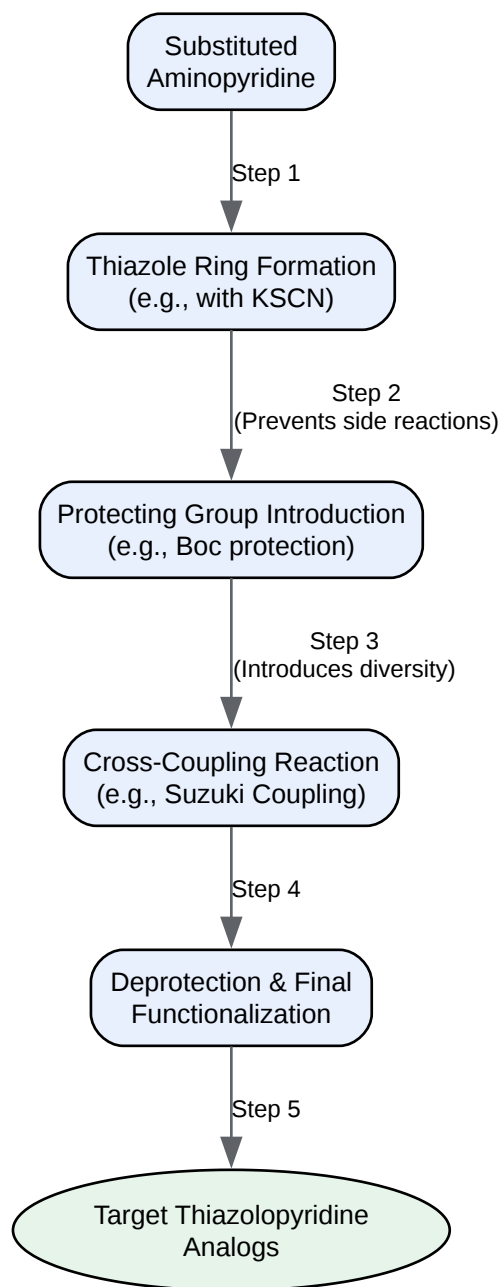 Substituted
Aminopyridine
Step 1
Thiazole Ring Formation
(e.g., with KSCN)
Step 2
(Prevents side reactions)
Protecting Group Introduction
(e.g., Boc protection)
Step 3
(Introduces diversity)
Cross-Coupling Reaction
(e.g., Suzuki Coupling)
Step 4
Deprotection & Final
Functionalization
Step 5
Target Thiazolopyridine
Analogs